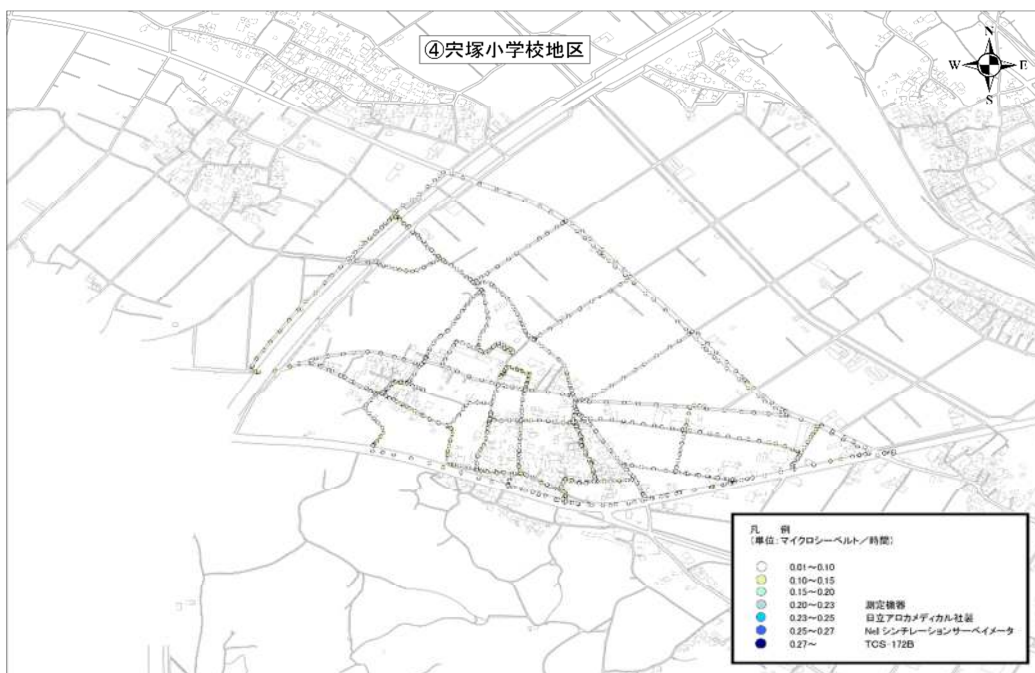 ④宍塚小学校地区
N
W E
S
凡 例
(単位:マイクロシーベルト/時間)
0.01～0.10
0.10～0.15
0.15～0.20
0.20～0.23 測定機器
0.23～0.25 日立アロカメディカル社製
0.25～0.27 NaI シンチレーションサーベイメータ
0.27～ TCS-172B